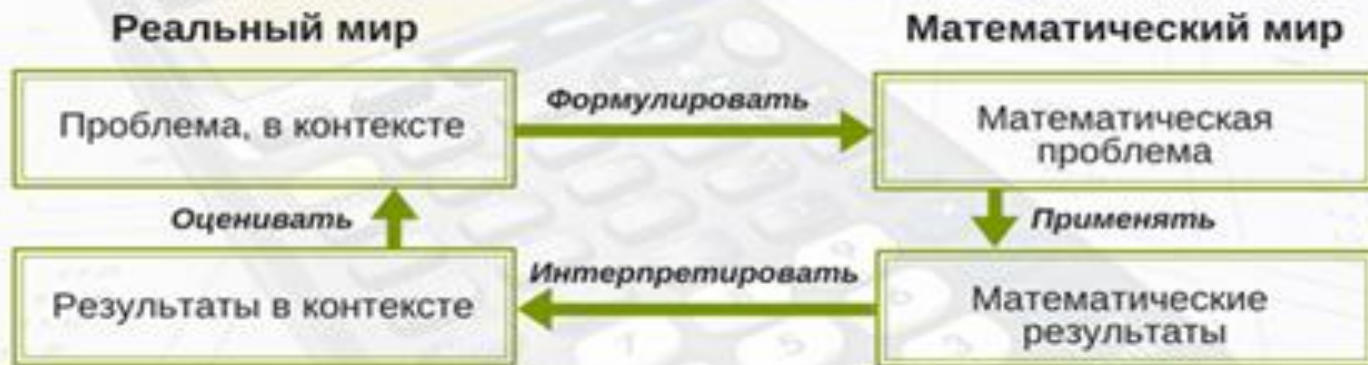 Реальный мир
Математический мир
Проблема, в контексте
Формулировать
Математическая
проблема
Оценивать
Применять
Результаты в контексте
Интерпретировать
Математические
результаты